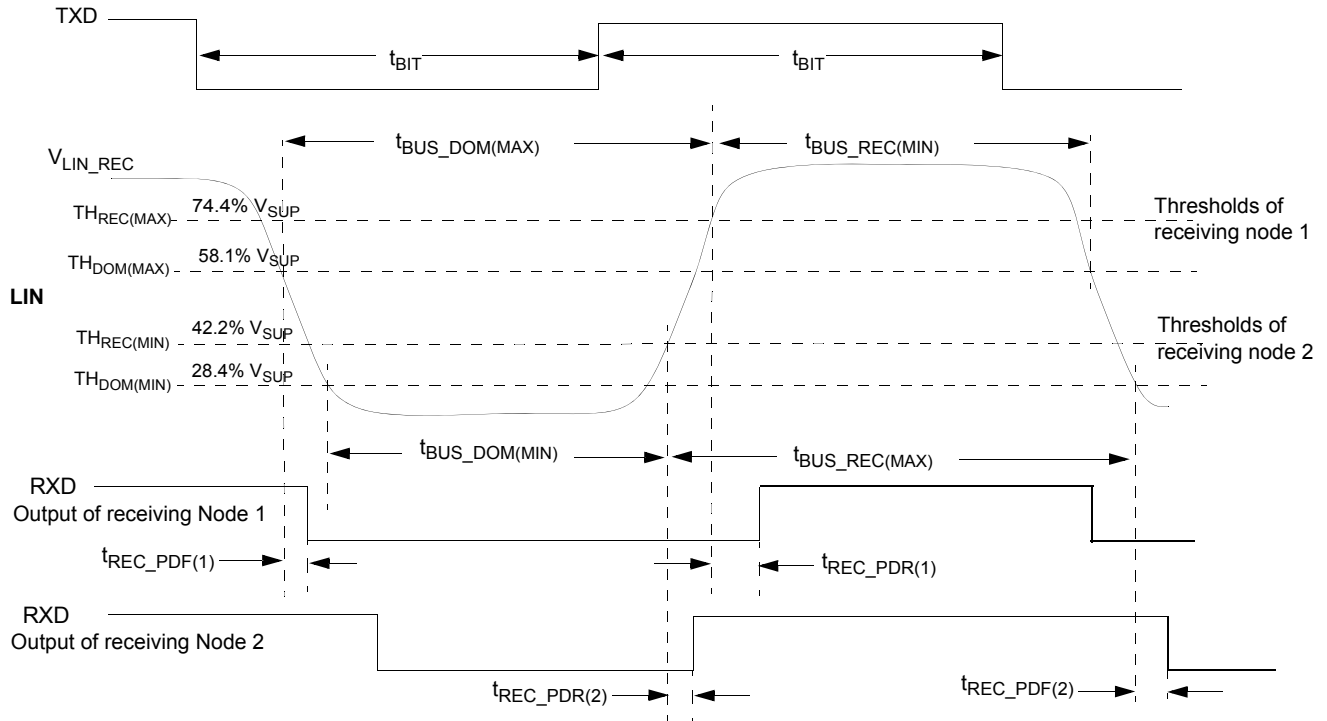 TXD
tBIT
tBIT
tBUS_DOM(MAX)
tBUS_REC(MIN)
VLIN_REC
THREC(MAX) 74.4% VSUP
Thresholds of
receiving node 1
THDOM(MAX) 58.1% VSUP
LIN
THREC(MIN) 42.2% VSUP
Thresholds of
receiving node 2
THDOM(MIN) 28.4% VSUP
tBUS_DOM(MIN)
tBUS_REC(MAX)
RXD
Output of receiving Node 1
tREC_PDF(1)
tREC_PDR(1)
RXD
Output of receiving Node 2
tREC_PDR(2)
tREC_PDF(2)